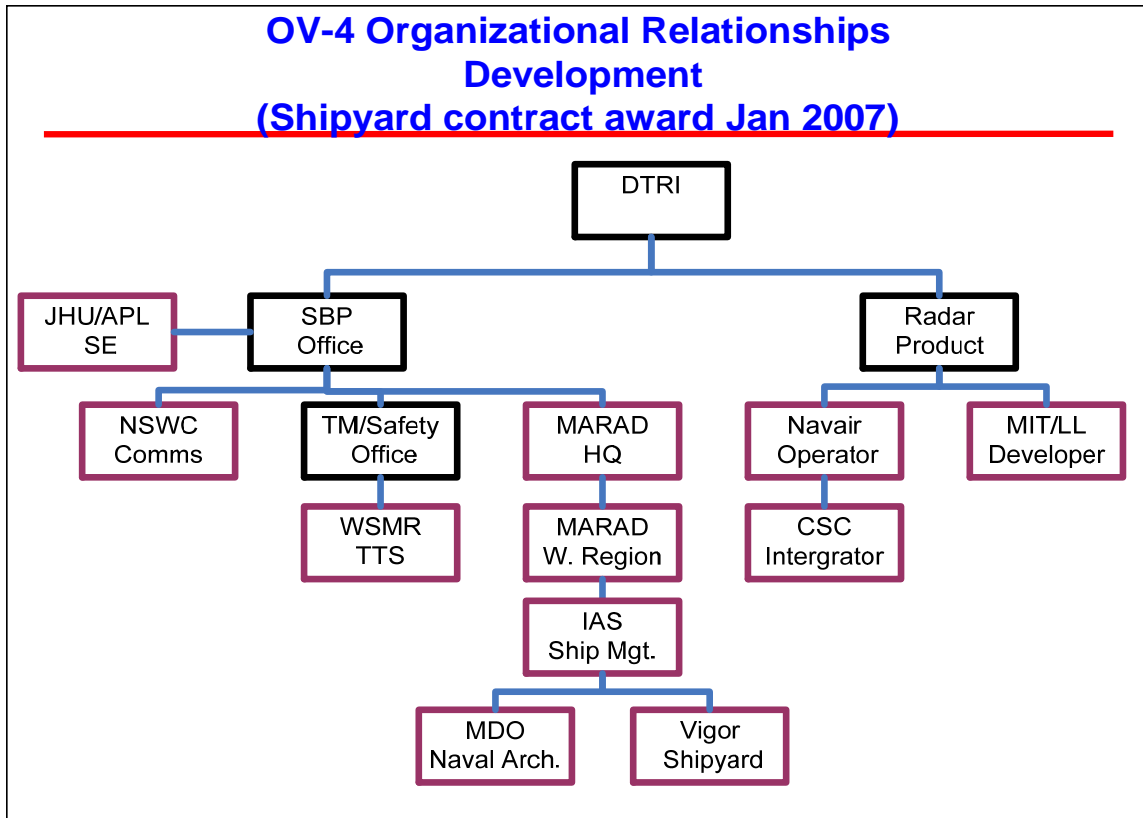 OV-4 Organizational Relationships
Development
(Shipyard contract award Jan 2007)
DTRI
JHU/APL
SE
SBP
Office
Radar
Product
NSWC
Comms
TM/Safety
Office
MARAD
HQ
Navair
Operator
MIT/LL
Developer
WSMR
TTS
MARAD
W. Region
CSC
Intergrator
IAS
Ship Mgt.
MDO
Naval Arch.
Vigor
Shipyard